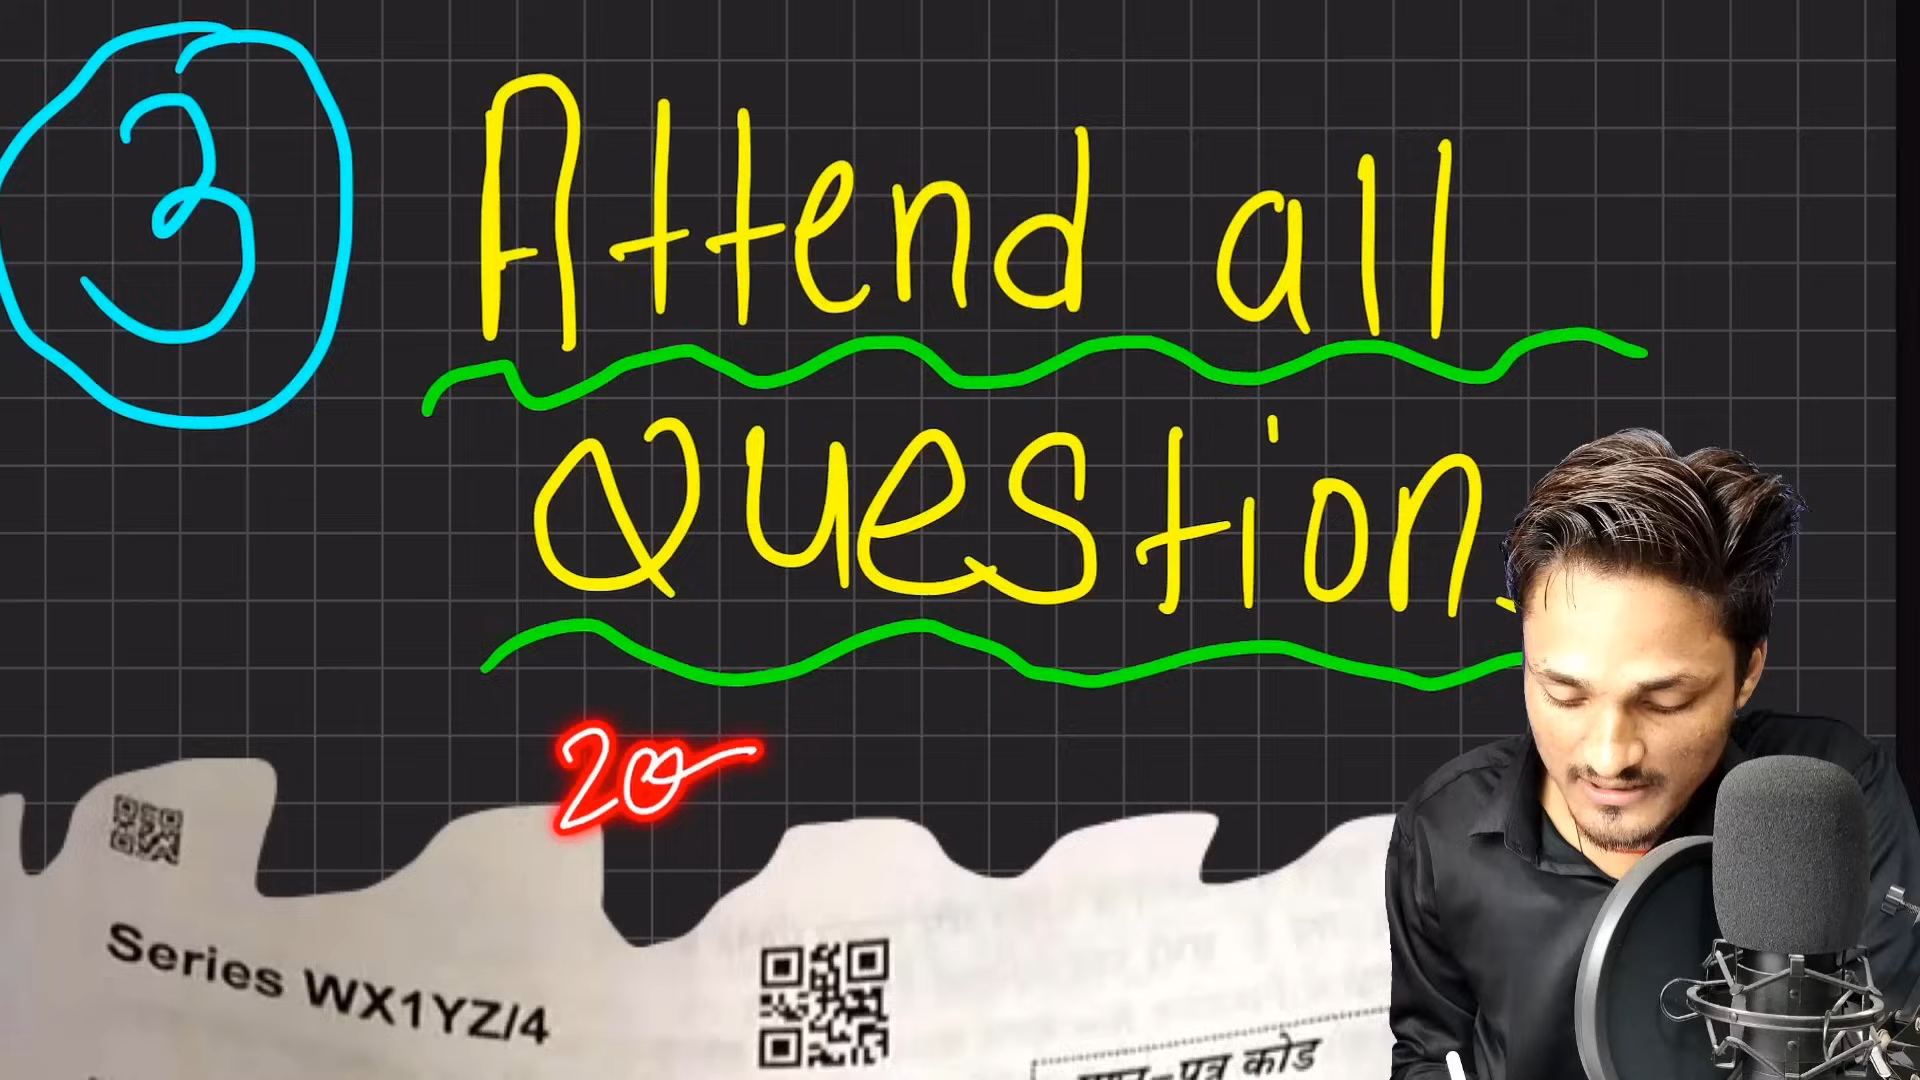 3
Attend all
Question.
20
Series WX1YZ/4
प्रश्न-पत्र कोड